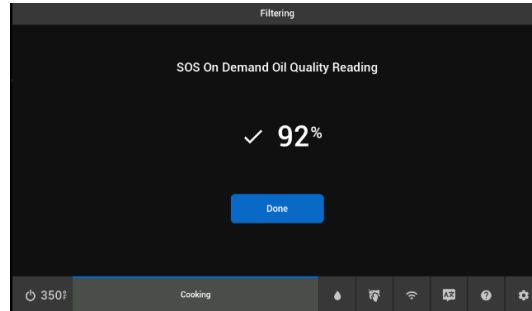 Filtering
SOS On Demand Oil Quality Reading
92%
Done
350°F
Cooking